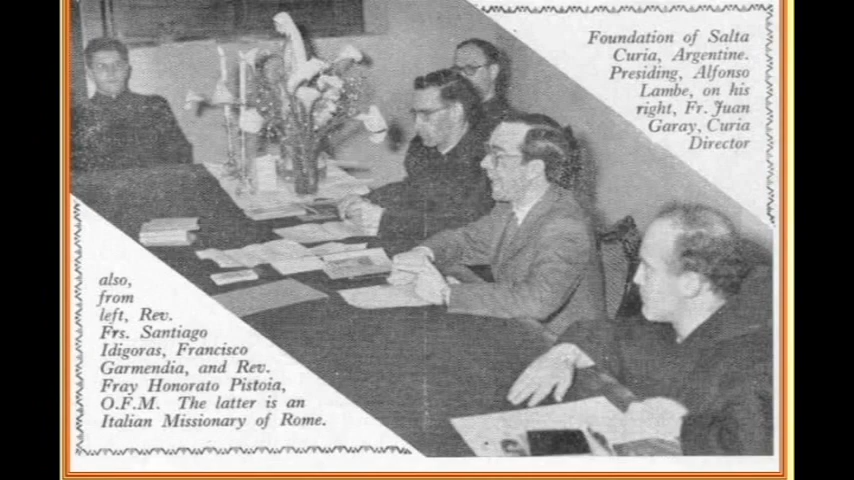 Foundation of Salta
Curia, Argentine.
Presiding, Alfonso
Lambe, on his
right, Fr. Juan
Garay, Curia
Director
also,
from
left, Rev.
Frs. Santiago
Idigoras, Francisco
Garmendia, and Rev.
Fray Honorato Pistoia,
O.F.M. The latter is an
Italian Missionary of Rome.